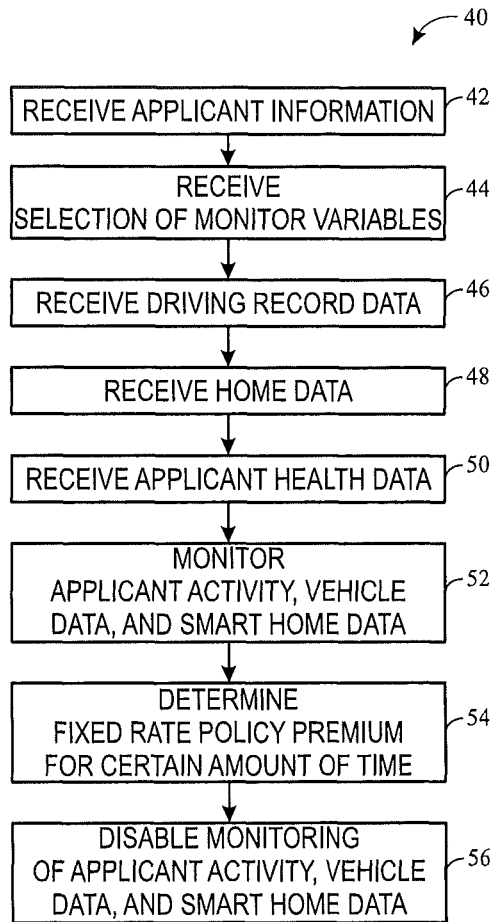 40
RECEIVE APPLICANT INFORMATION
42
RECEIVE
SELECTION OF MONITOR VARIABLES
44
RECEIVE DRIVING RECORD DATA
46
RECEIVE HOME DATA
48
RECEIVE APPLICANT HEALTH DATA
50
MONITOR
APPLICANT ACTIVITY, VEHICLE
DATA, AND SMART HOME DATA
52
DETERMINE
FIXED RATE POLICY PREMIUM
FOR CERTAIN AMOUNT OF TIME
54
DISABLE MONITORING
OF APPLICANT ACTIVITY, VEHICLE
DATA, AND SMART HOME DATA
56